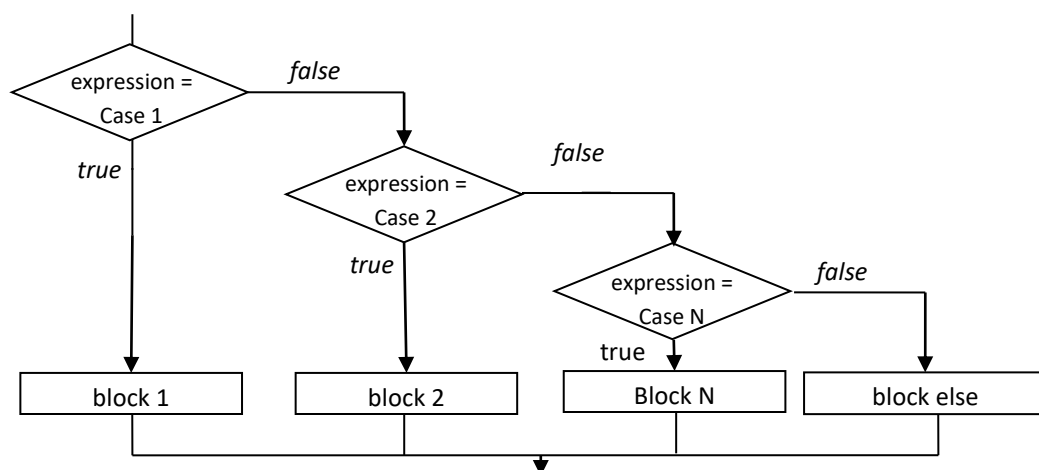 expression =
Case 1
false
true
expression =
Case 2
false
true
expression =
Case N
false
true
block 1
block 2
Block N
block else